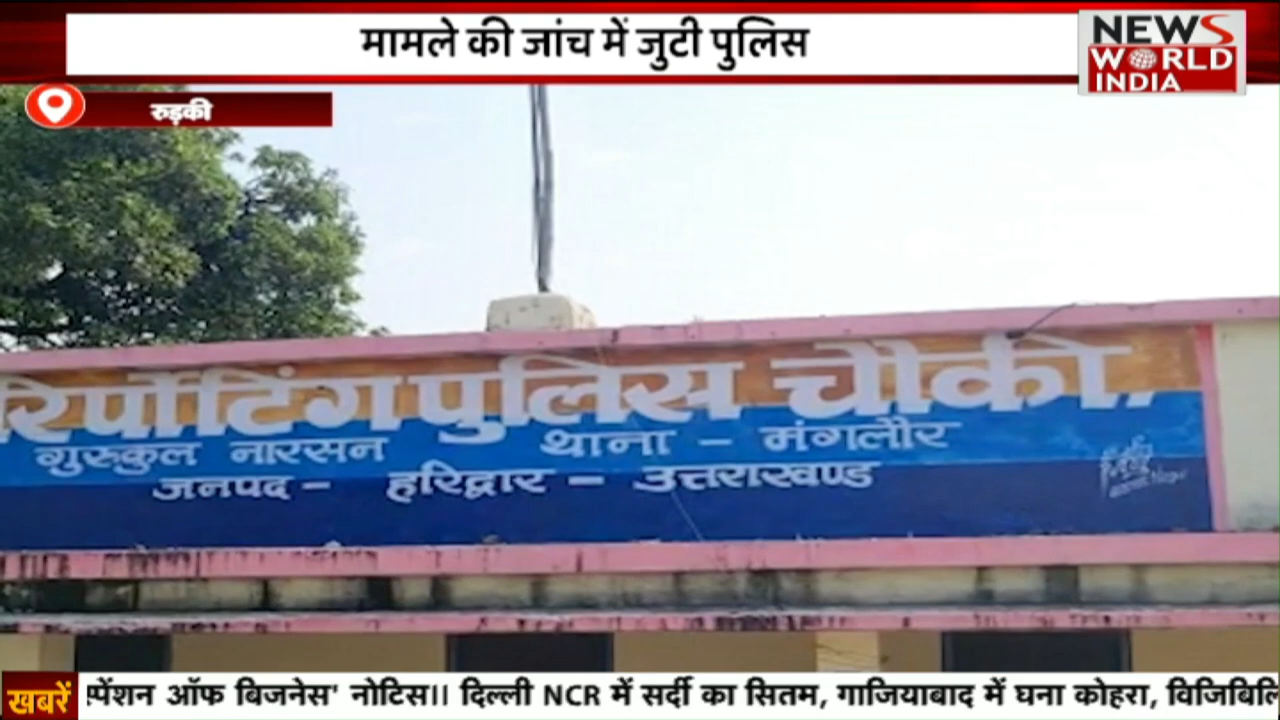 मामले की जांच में जुटी पुलिस
NEWS
WORLD
INDIA
रुड़की
रिपोर्टिंग पुलिस चौकी,
गुरुकुल नारसन थाना - मंगलौर
जनपद - हरिद्वार - उत्तराखण्ड
खबरें
स्पेंशन ऑफ बिजनेस' नोटिस।। दिल्ली NCR में सर्दी का सितम, गाजियाबाद में घना कोहरा, विजिबिलि